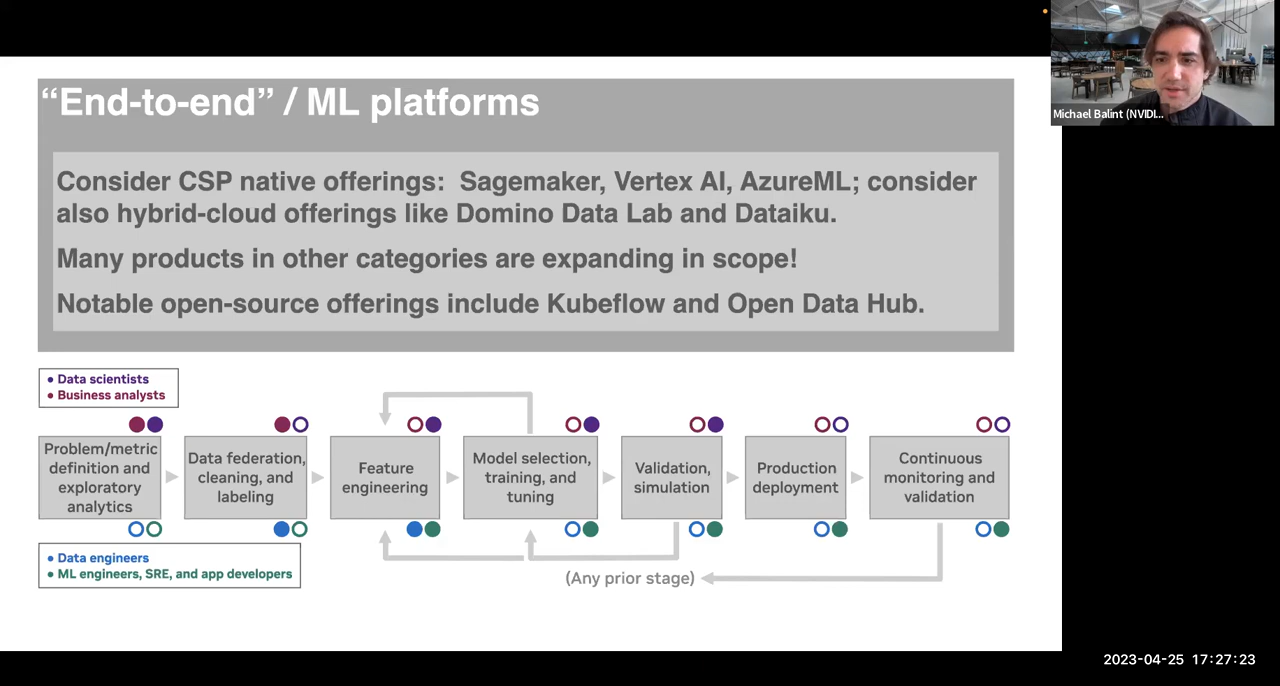 “End-to-end” / ML platforms
Consider CSP native offerings:  Sagemaker, Vertex AI, AzureML; consider
also hybrid-cloud offerings like Domino Data Lab and Dataiku.
Many products in other categories are expanding in scope!
Notable open-source offerings include Kubeflow and Open Data Hub.
Michael Balint (NVIDI...
• Data scientists
• Business analysts
Problem/metric
definition and
exploratory
analytics
Data federation,
cleaning, and
labeling
Feature
engineering
Model selection,
training, and
tuning
Validation,
simulation
Production
deployment
Continuous
monitoring and
validation
• Data engineers
• ML engineers, SRE, and app developers
(Any prior stage)
2023-04-25 17:27:23